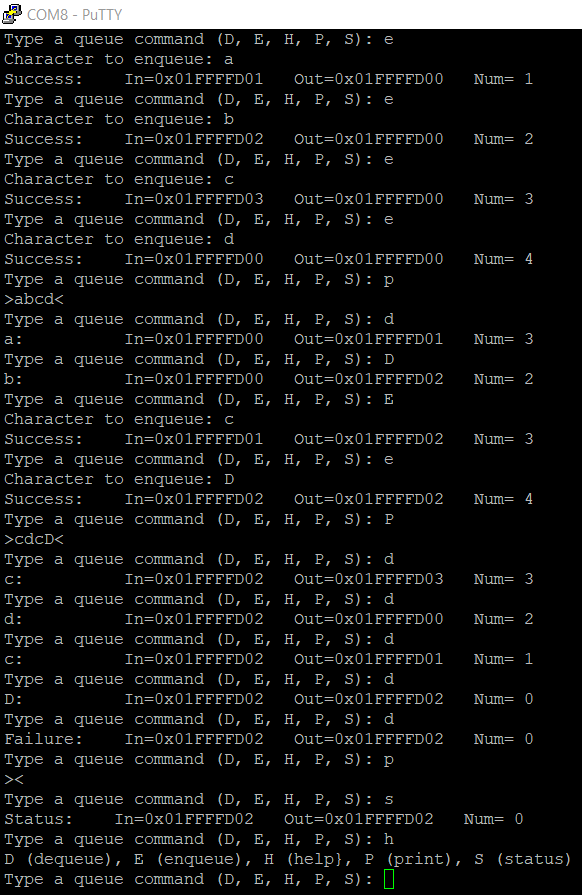 COM8 - PuTTY
Type a queue command (D, E, H, P, S): e
Character to enqueue: a
Success:    In=0x01FFFFD01   Out=0x01FFFFD00   Num= 1
Type a queue command (D, E, H, P, S): e
Character to enqueue: b
Success:    In=0x01FFFFD02   Out=0x01FFFFD00   Num= 2
Type a queue command (D, E, H, P, S): e
Character to enqueue: c
Success:    In=0x01FFFFD03   Out=0x01FFFFD00   Num= 3
Type a queue command (D, E, H, P, S): e
Character to enqueue: d
Success:    In=0x01FFFFD00   Out=0x01FFFFD00   Num= 4
Type a queue command (D, E, H, P, S): p
>abcd<
Type a queue command (D, E, H, P, S): d
a:          In=0x01FFFFD00   Out=0x01FFFFD01   Num= 3
Type a queue command (D, E, H, P, S): D
b:          In=0x01FFFFD00   Out=0x01FFFFD02   Num= 2
Type a queue command (D, E, H, P, S): E
Character to enqueue: c
Success:    In=0x01FFFFD01   Out=0x01FFFFD02   Num= 3
Type a queue command (D, E, H, P, S): e
Character to enqueue: D
Success:    In=0x01FFFFD02   Out=0x01FFFFD02   Num= 4
Type a queue command (D, E, H, P, S): P
>cdcD<
Type a queue command (D, E, H, P, S): d
c:          In=0x01FFFFD02   Out=0x01FFFFD03   Num= 3
Type a queue command (D, E, H, P, S): d
d:          In=0x01FFFFD02   Out=0x01FFFFD00   Num= 2
Type a queue command (D, E, H, P, S): d
c:          In=0x01FFFFD02   Out=0x01FFFFD01   Num= 1
Type a queue command (D, E, H, P, S): d
D:          In=0x01FFFFD02   Out=0x01FFFFD02   Num= 0
Type a queue command (D, E, H, P, S): d
Failure:    In=0x01FFFFD02   Out=0x01FFFFD02   Num= 0
Type a queue command (D, E, H, P, S): p
><
Type a queue command (D, E, H, P, S): s
Status:    In=0x01FFFFD02   Out=0x01FFFFD02   Num= 0
Type a queue command (D, E, H, P, S): h
D (dequeue), E (enqueue), H (help}, P (print), S (status)
Type a queue command (D, E, H, P, S):